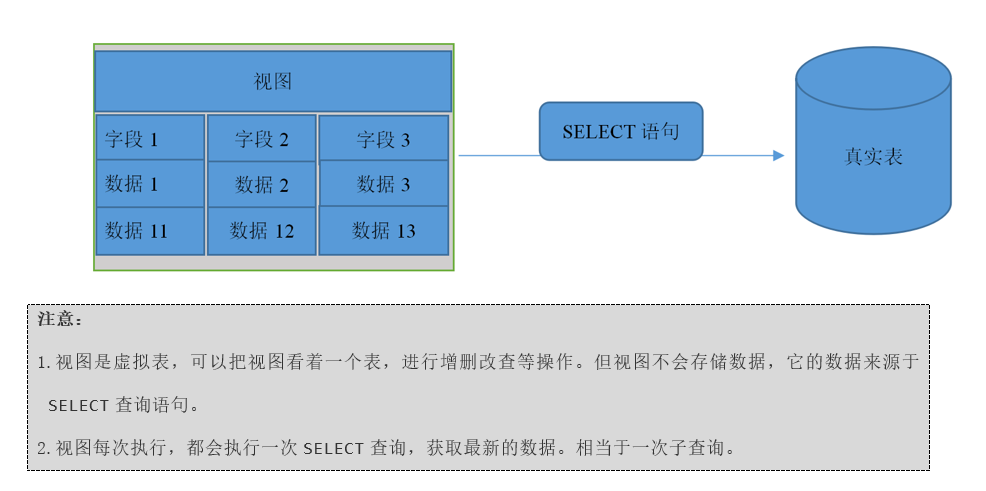 视图
字段 1 字段 2 字段 3
数据 1 数据 2 数据 3
数据 11 数据 12 数据 13
SELECT 语句
真实表
注意：
1. 视图是虚拟表，可以把视图看着一个表，进行增删改查等操作。但视图不会存储数据，它的数据来源于
SELECT 查询语句。
2. 视图每次执行，都会执行一次 SELECT 查询，获取最新的数据。相当于一次子查询。